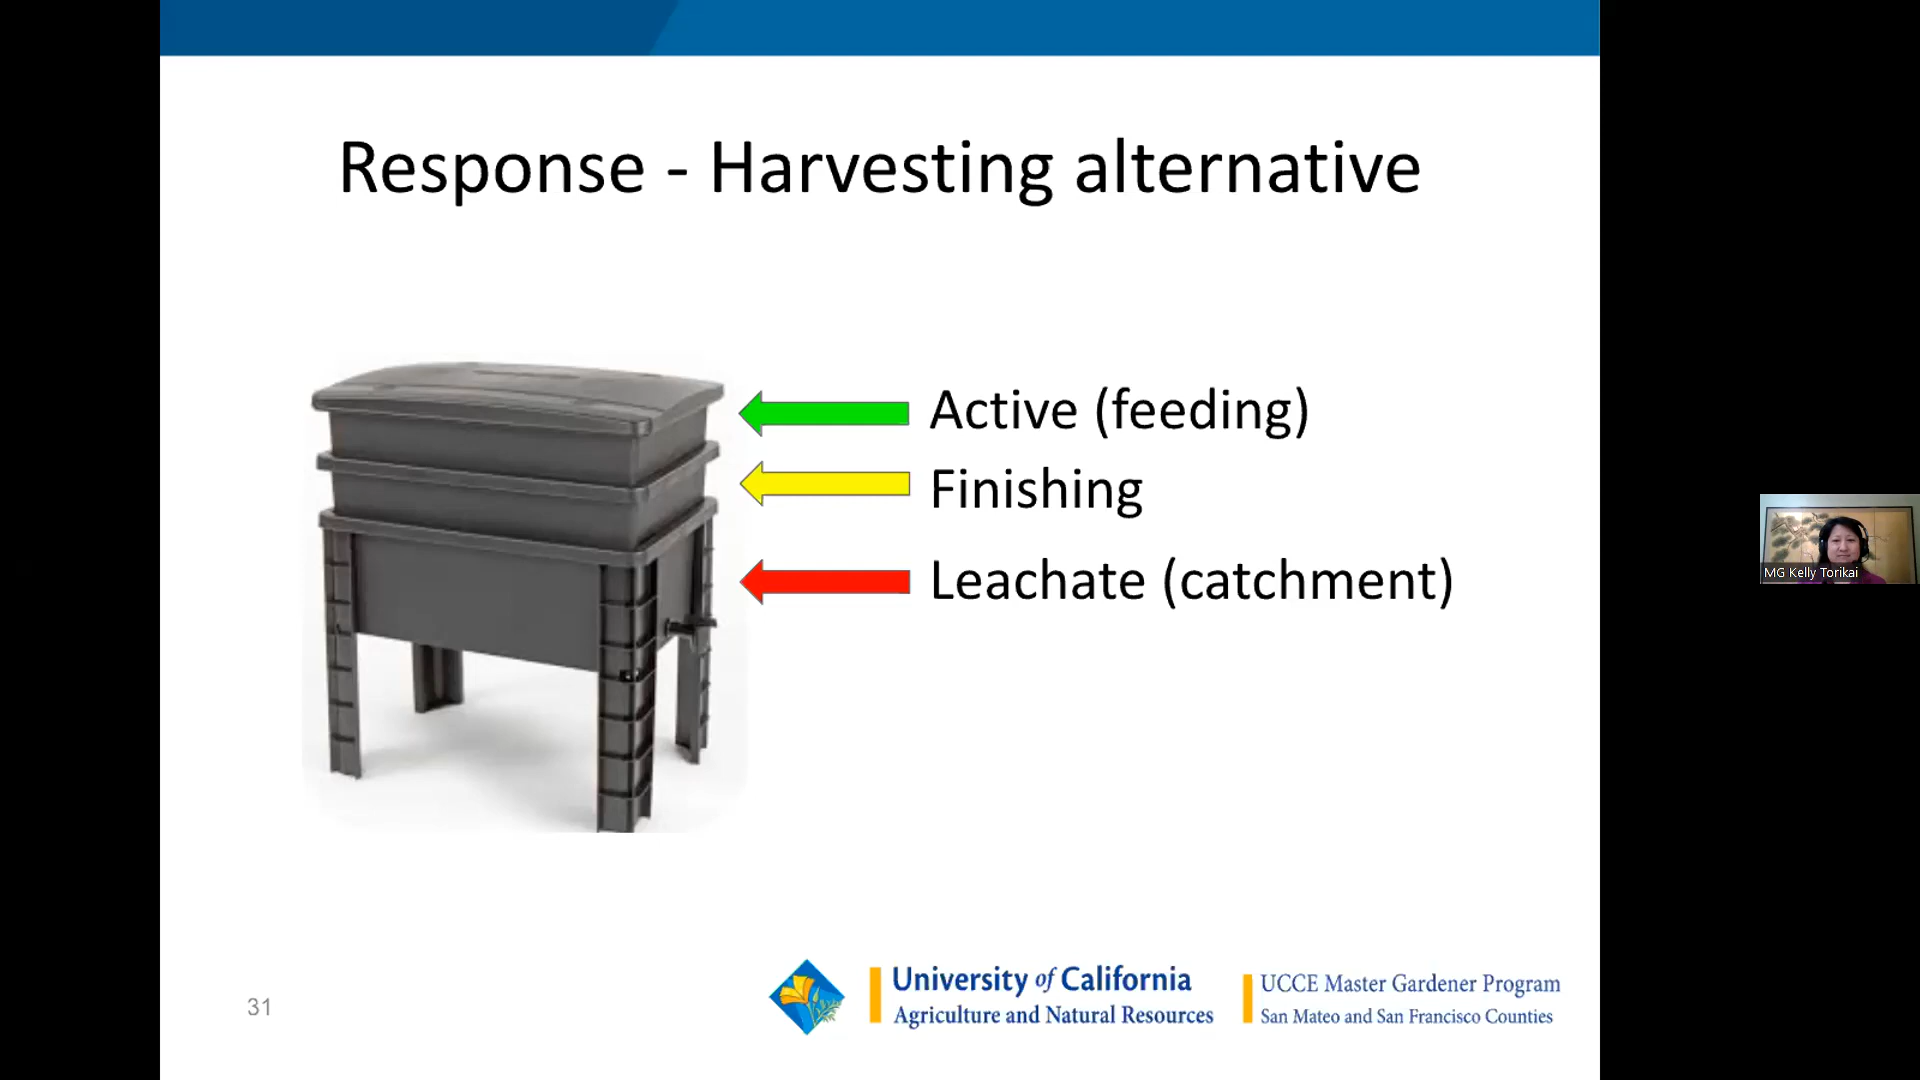 Response - Harvesting alternative
Active (feeding)
Finishing
Leachate (catchment)
MG Kelly Torikai
31
University of California
Agriculture and Natural Resources
UCCE Master Gardener Program
San Mateo and San Francisco Counties